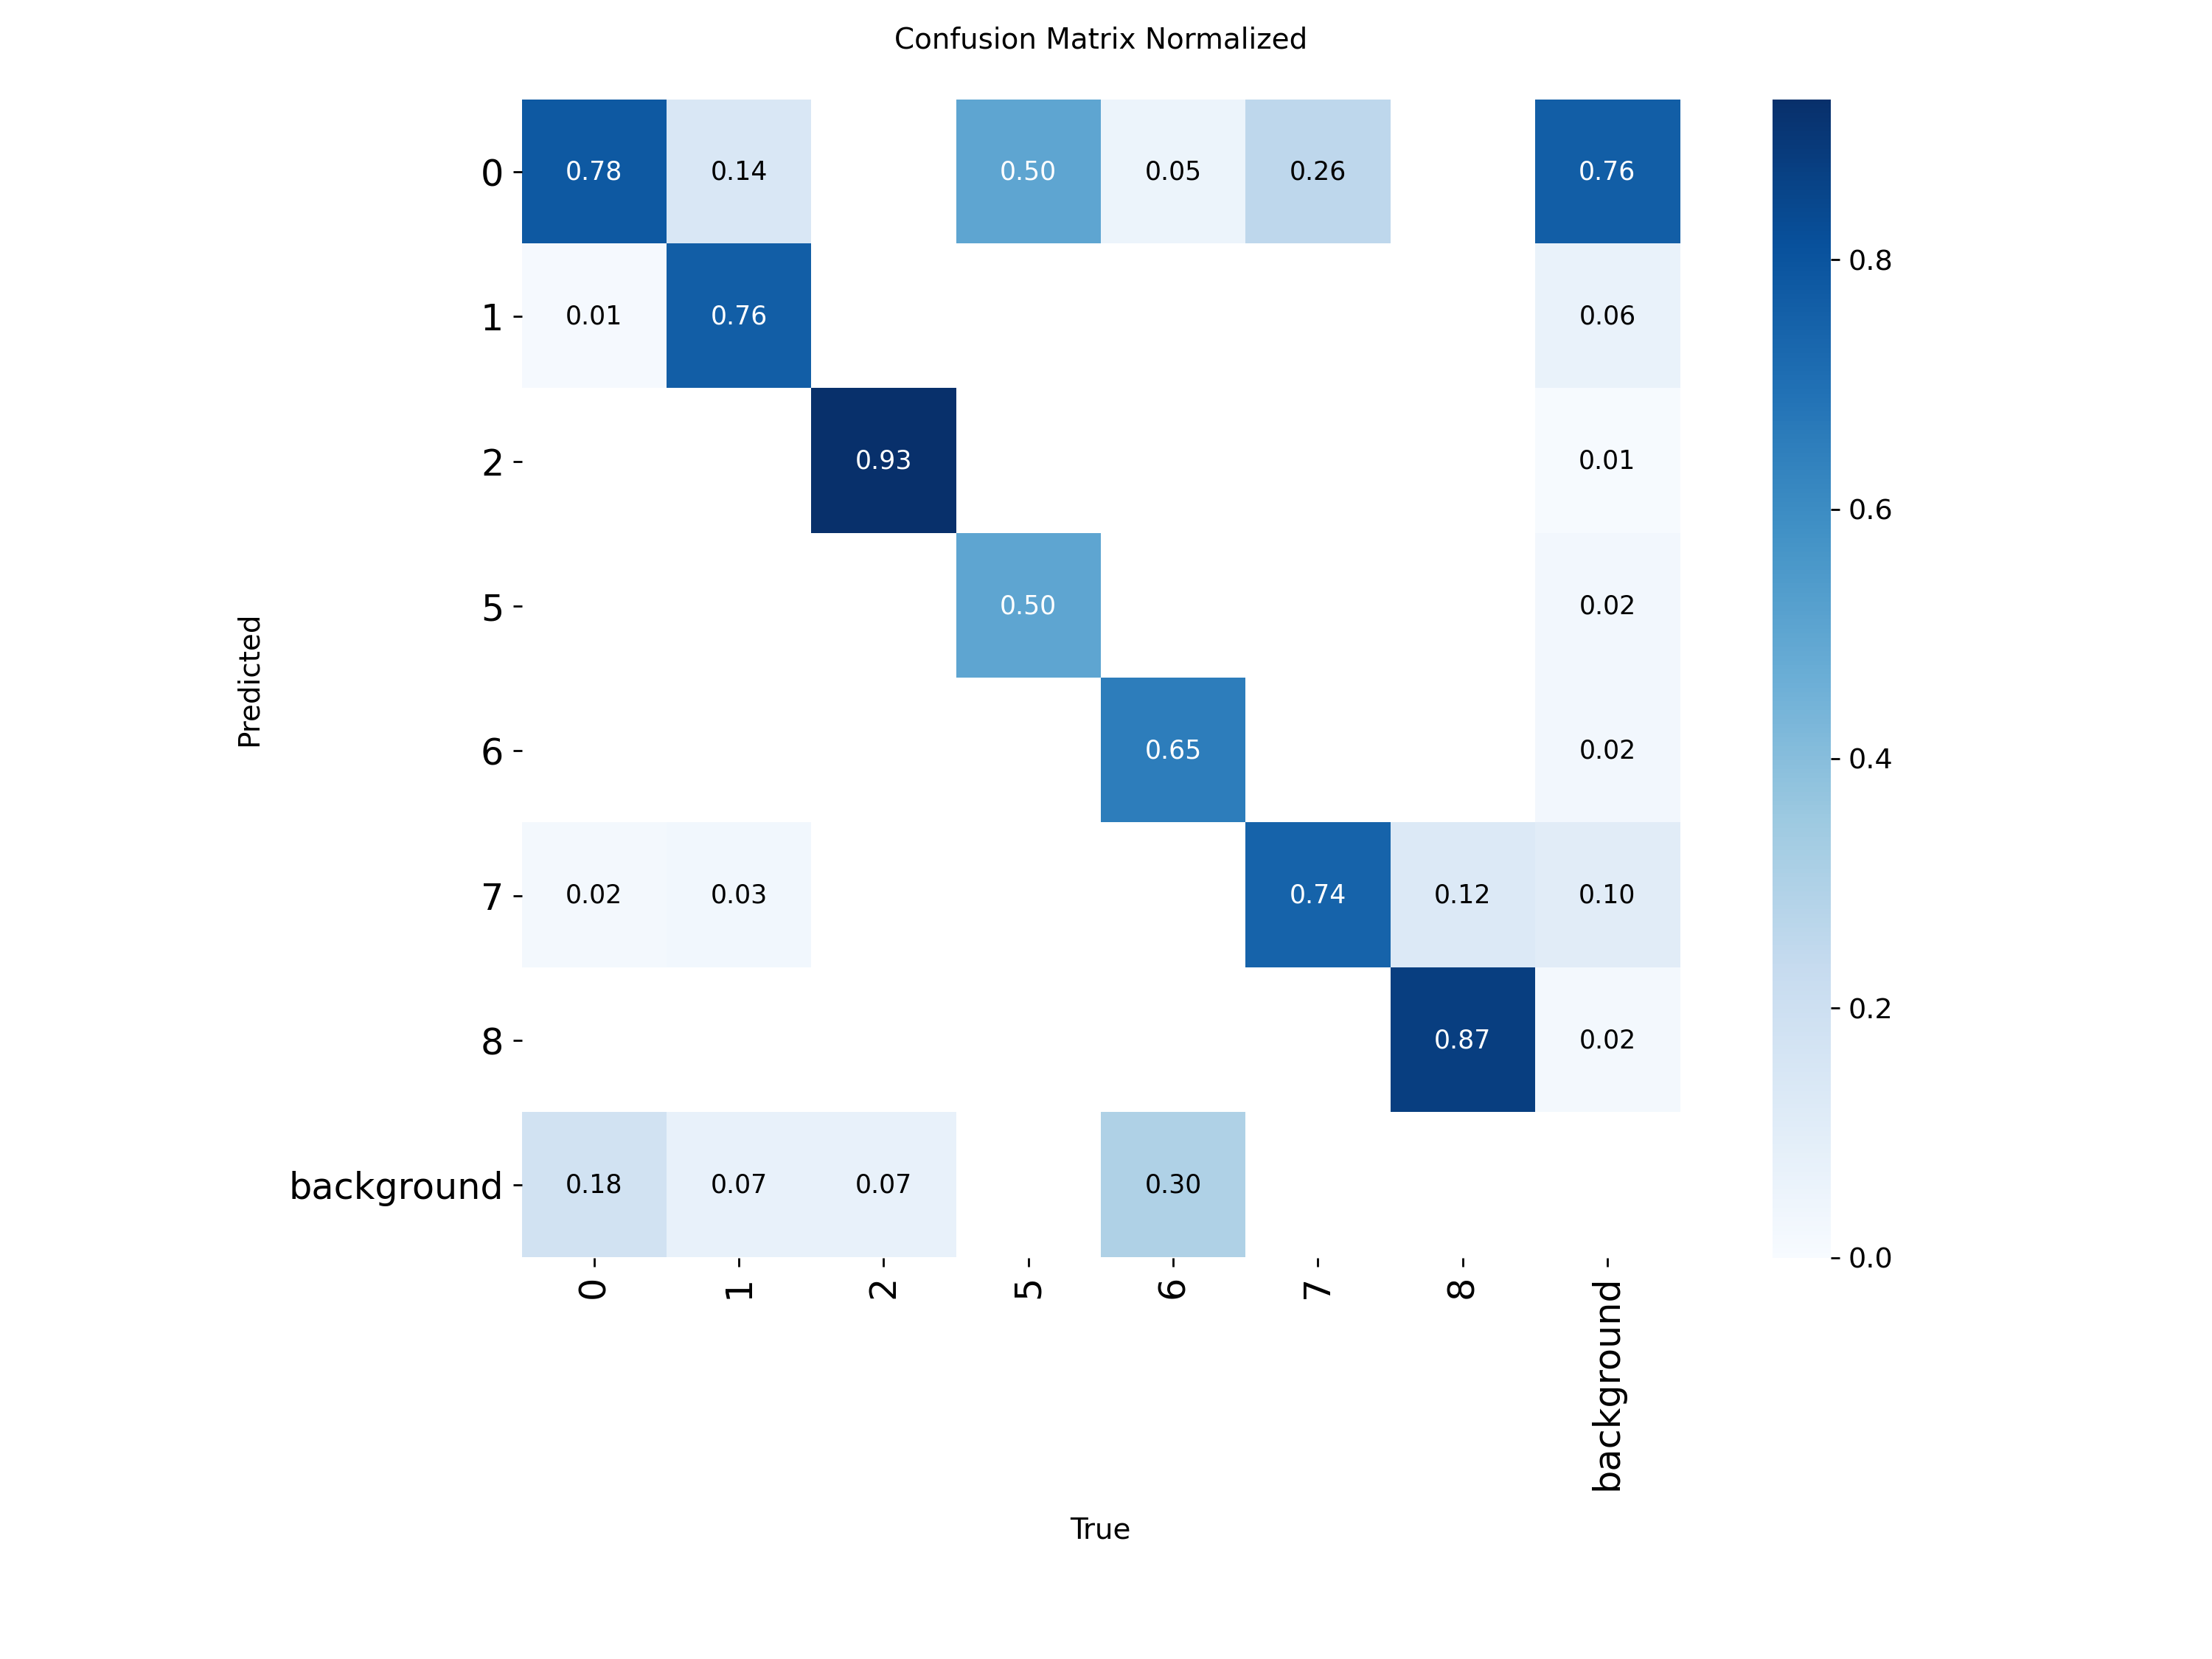 Confusion Matrix Normalized
0 0.78 0.14 0.50 0.05 0.26 0.76
1 0.01 0.76 0.06
2 0.93 0.01
5 0.50 0.02
6 0.65 0.02
7 0.02 0.03 0.74 0.12 0.10
8 0.87 0.02
background 0.18 0.07 0.07 0.30
0 1 2 5 6 7 8 background
Predicted
True
0.8
0.6
0.4
0.2
0.0